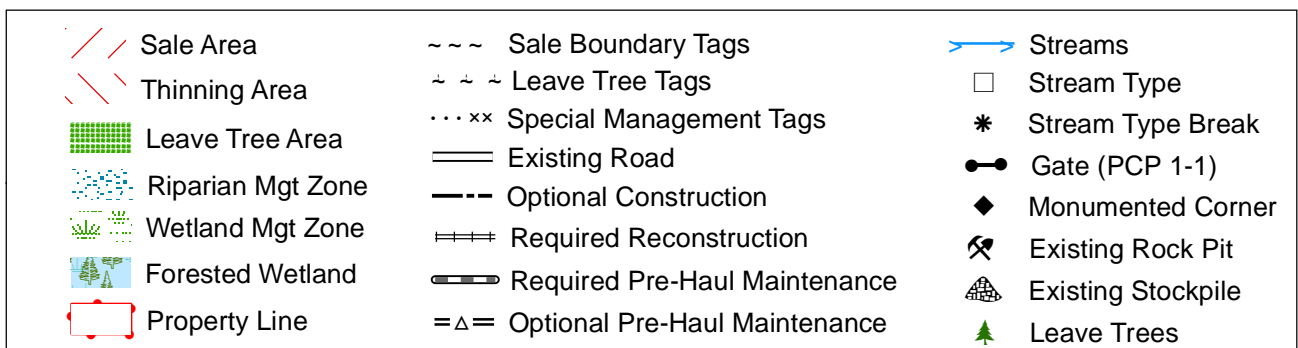 Sale Area
Thinning Area
Leave Tree Area
Riparian Mgt Zone
Wetland Mgt Zone
Forested Wetland
Property Line
Sale Boundary Tags
Leave Tree Tags
Special Management Tags
Existing Road
Optional Construction
Required Reconstruction
Required Pre-Haul Maintenance
Optional Pre-Haul Maintenance
Streams
Stream Type
Stream Type Break
Gate (PCP 1-1)
Monumented Corner
Existing Rock Pit
Existing Stockpile
Leave Trees